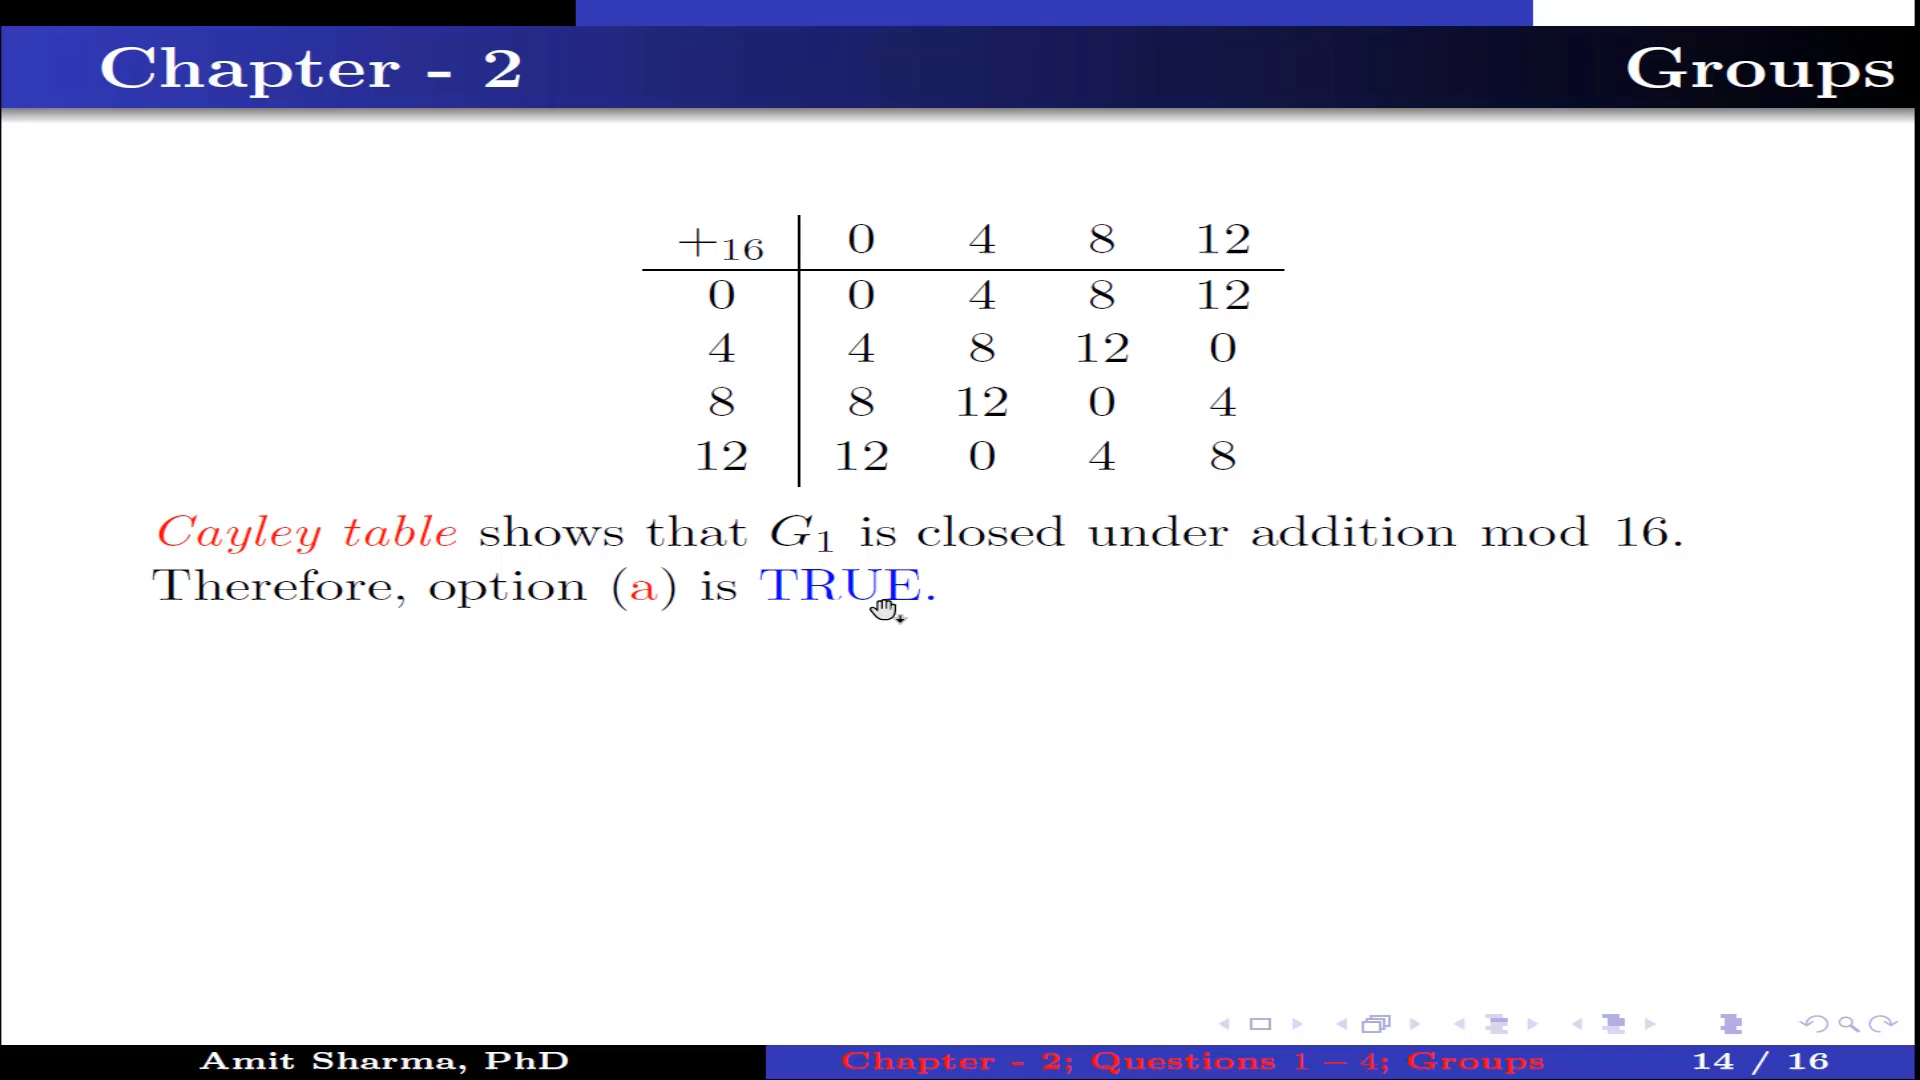 Chapter - 2 Groups
+₁₆ 0 4 8 12
0 0 4 8 12
4 4 8 12 0
8 8 12 0 4
12 12 0 4 8
Cayley table shows that G₁ is closed under addition mod 16.
Therefore, option (a) is TRUE.
Amit Sharma, PhD Chapter - 2; Questions 1 – 4; Groups 14 / 16